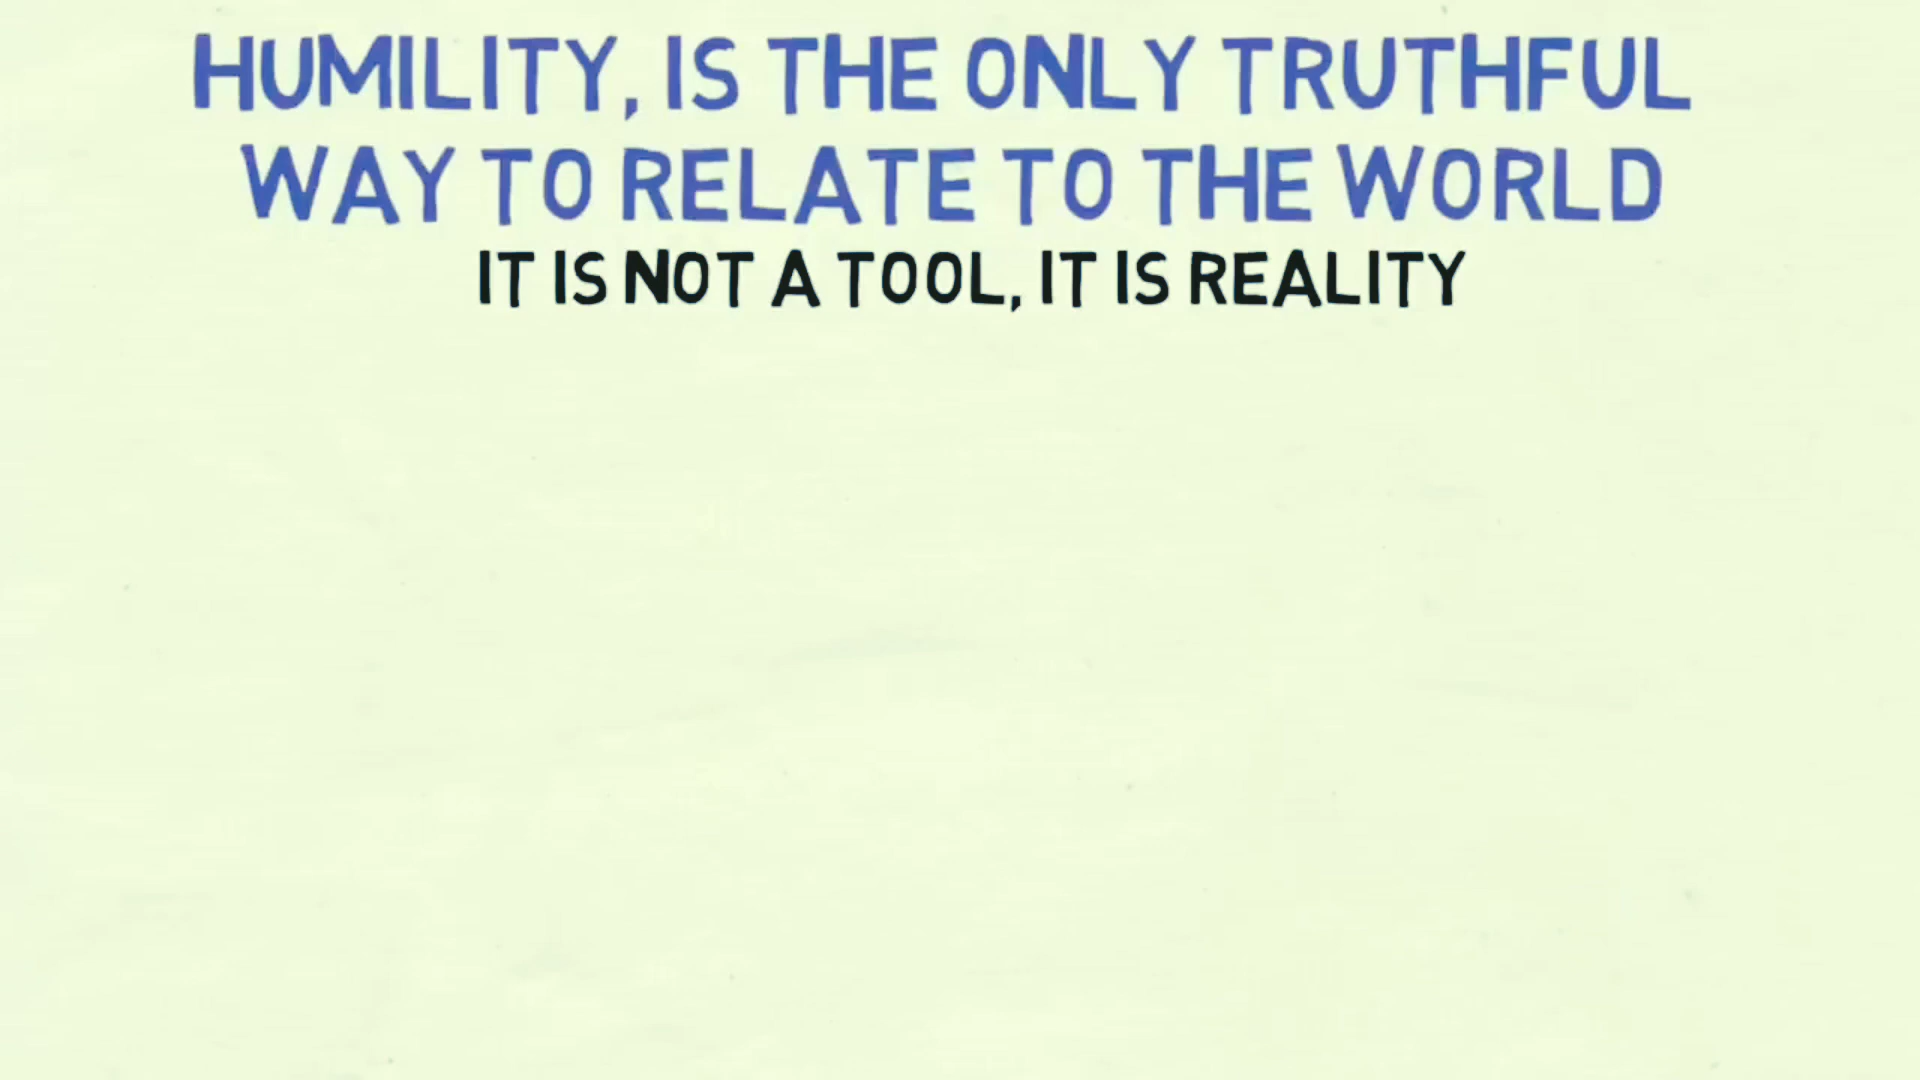 HUMILITY, IS THE ONLY TRUTHFUL
WAY TO RELATE TO THE WORLD
IT IS NOT A TOOL, IT IS REALITY